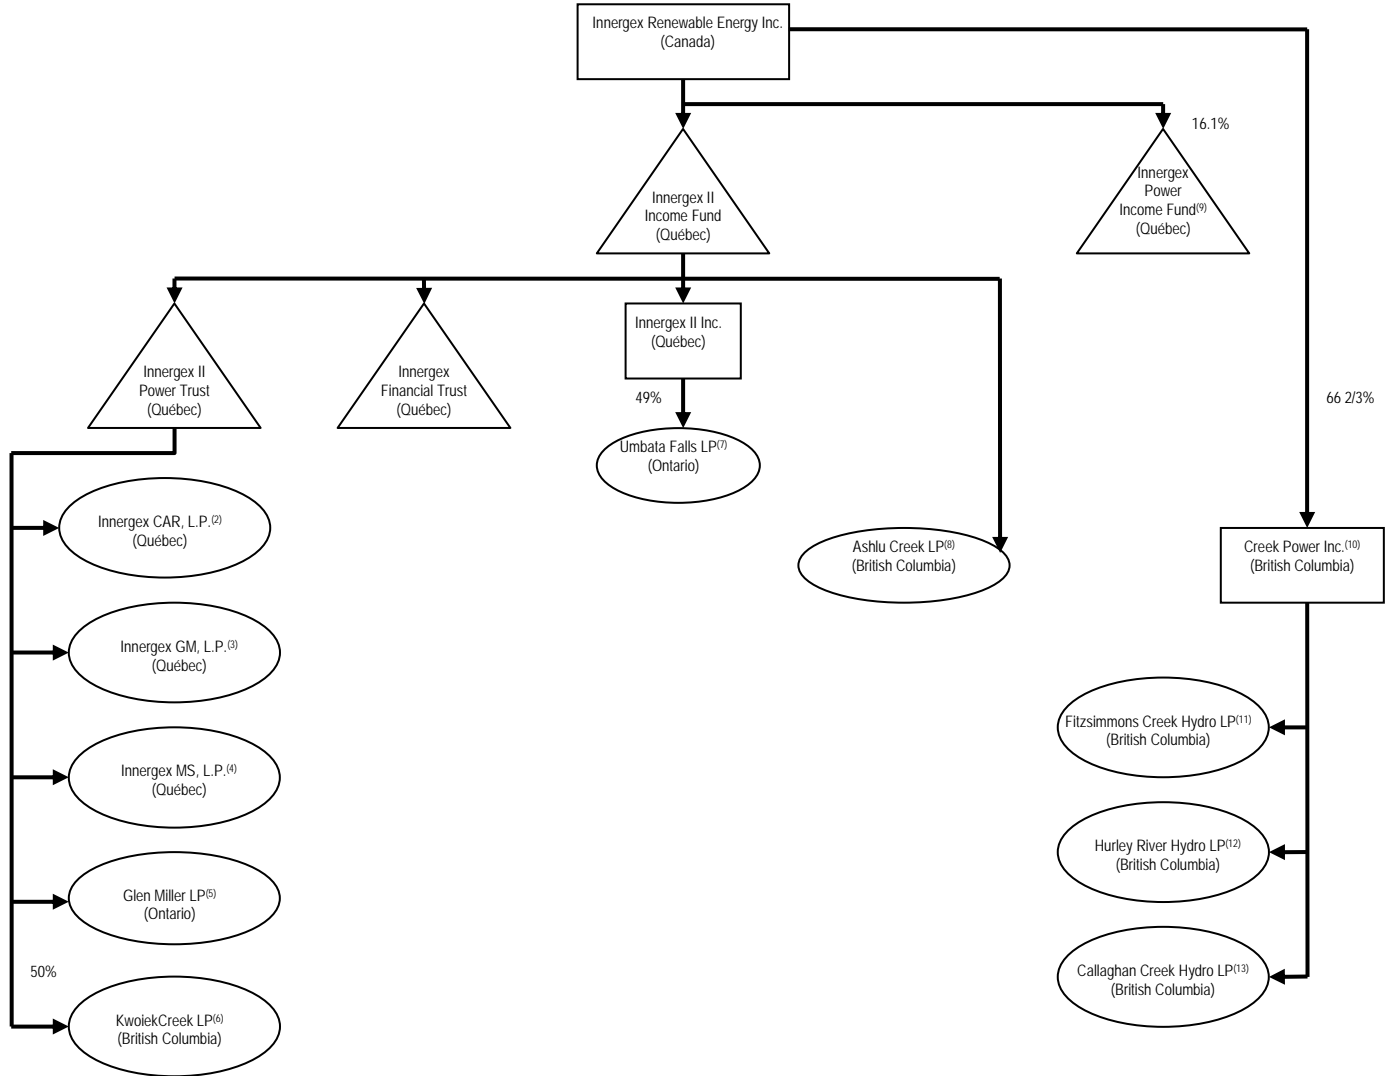 Innergex Renewable Energy Inc.
(Canada)
16.1%
Innergex
Power
Income Fund(9)
(Québec)
Innergex II
Income Fund
(Québec)
Innergex II
Power Trust
(Québec)
Innergex
Financial Trust
(Québec)
Innergex II Inc.
(Québec)
49%
66 2/3%
Umbata Falls LP(7)
(Ontario)
Innergex CAR, L.P.(2)
(Québec)
Ashlu Creek LP(8)
(British Columbia)
Creek Power Inc.(10)
(British Columbia)
Innergex GM, L.P.(3)
(Québec)
Fitzsimmons Creek Hydro LP(11)
(British Columbia)
Innergex MS, L.P.(4)
(Québec)
Hurley River Hydro LP(12)
(British Columbia)
Glen Miller LP(5)
(Ontario)
50%
Callaghan Creek Hydro LP(13)
(British Columbia)
KwoiekCreek LP(6)
(British Columbia)